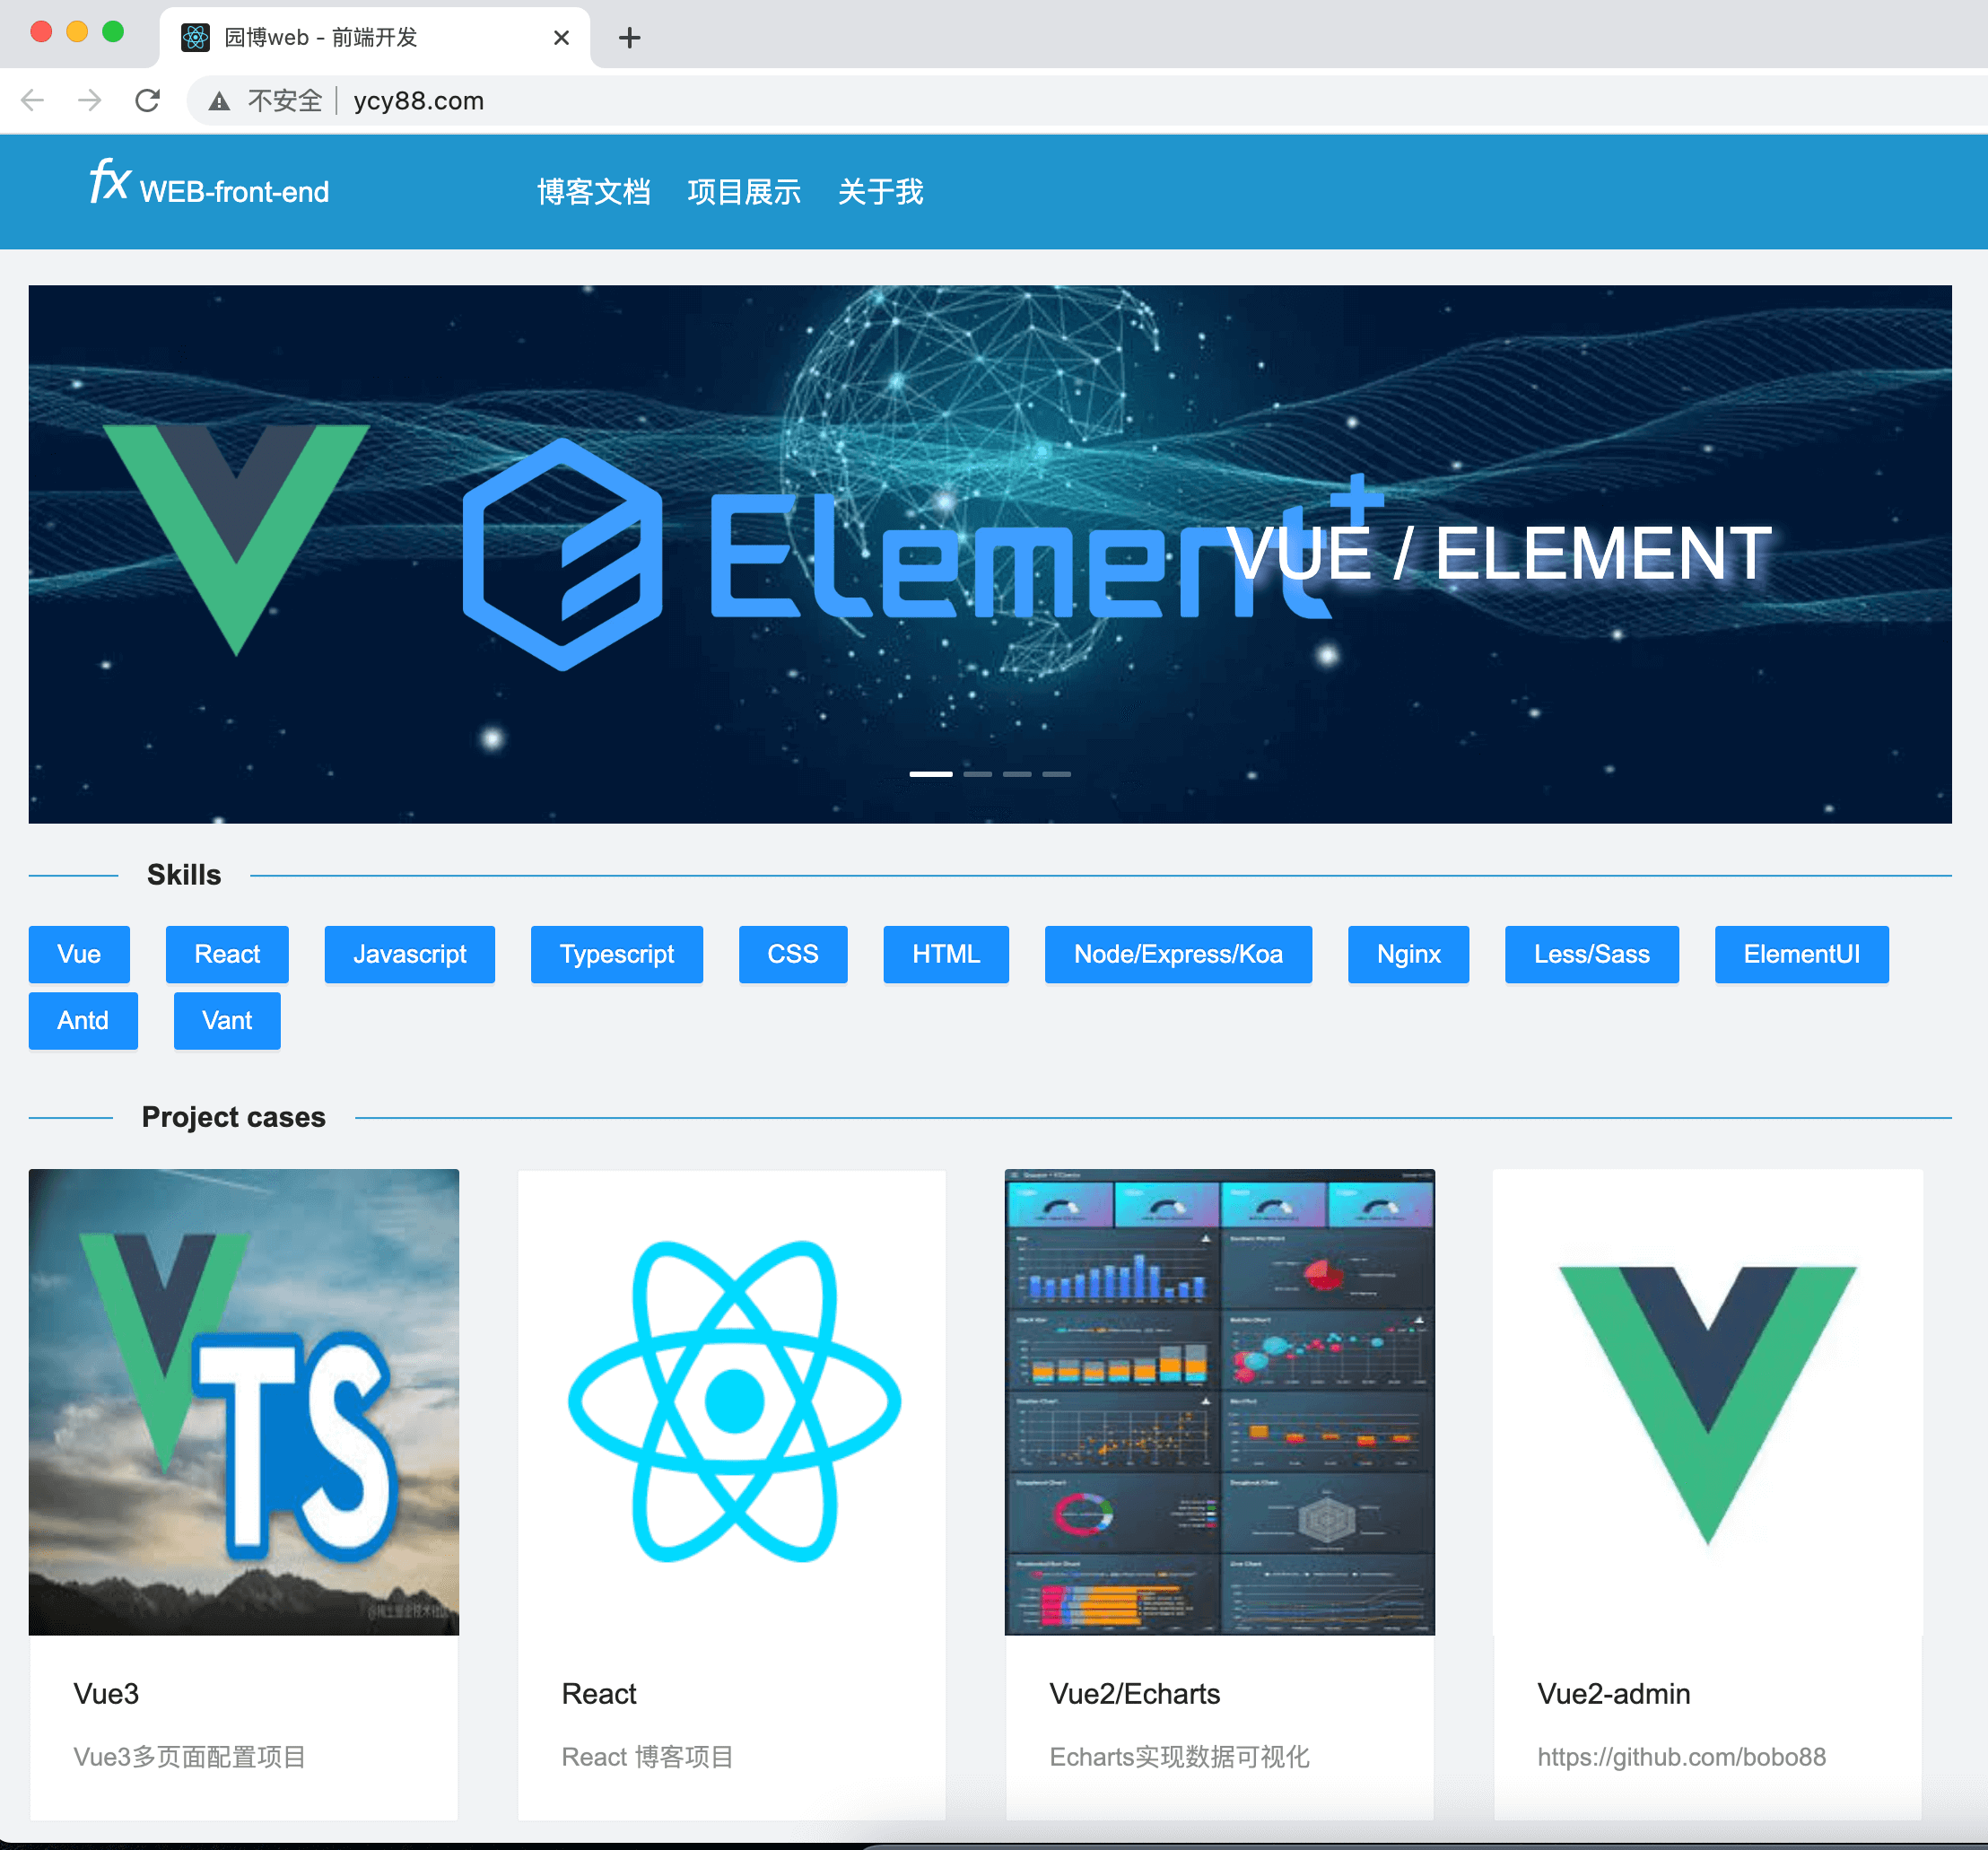 园博web - 前端开发
不安全 ycy88.com
fx WEB-front-end 博客文档 项目展示 关于我
Element+
VUE / ELEMENT
Skills
Vue React Javascript Typescript CSS HTML Node/Express/Koa Nginx Less/Sass ElementUI
Antd Vant
Project cases
TS
Vue3 React Vue2/Echarts Vue2-admin
Vue3多页面配置项目 React 博客项目 Echarts实现数据可视化 https://github.com/bobo88